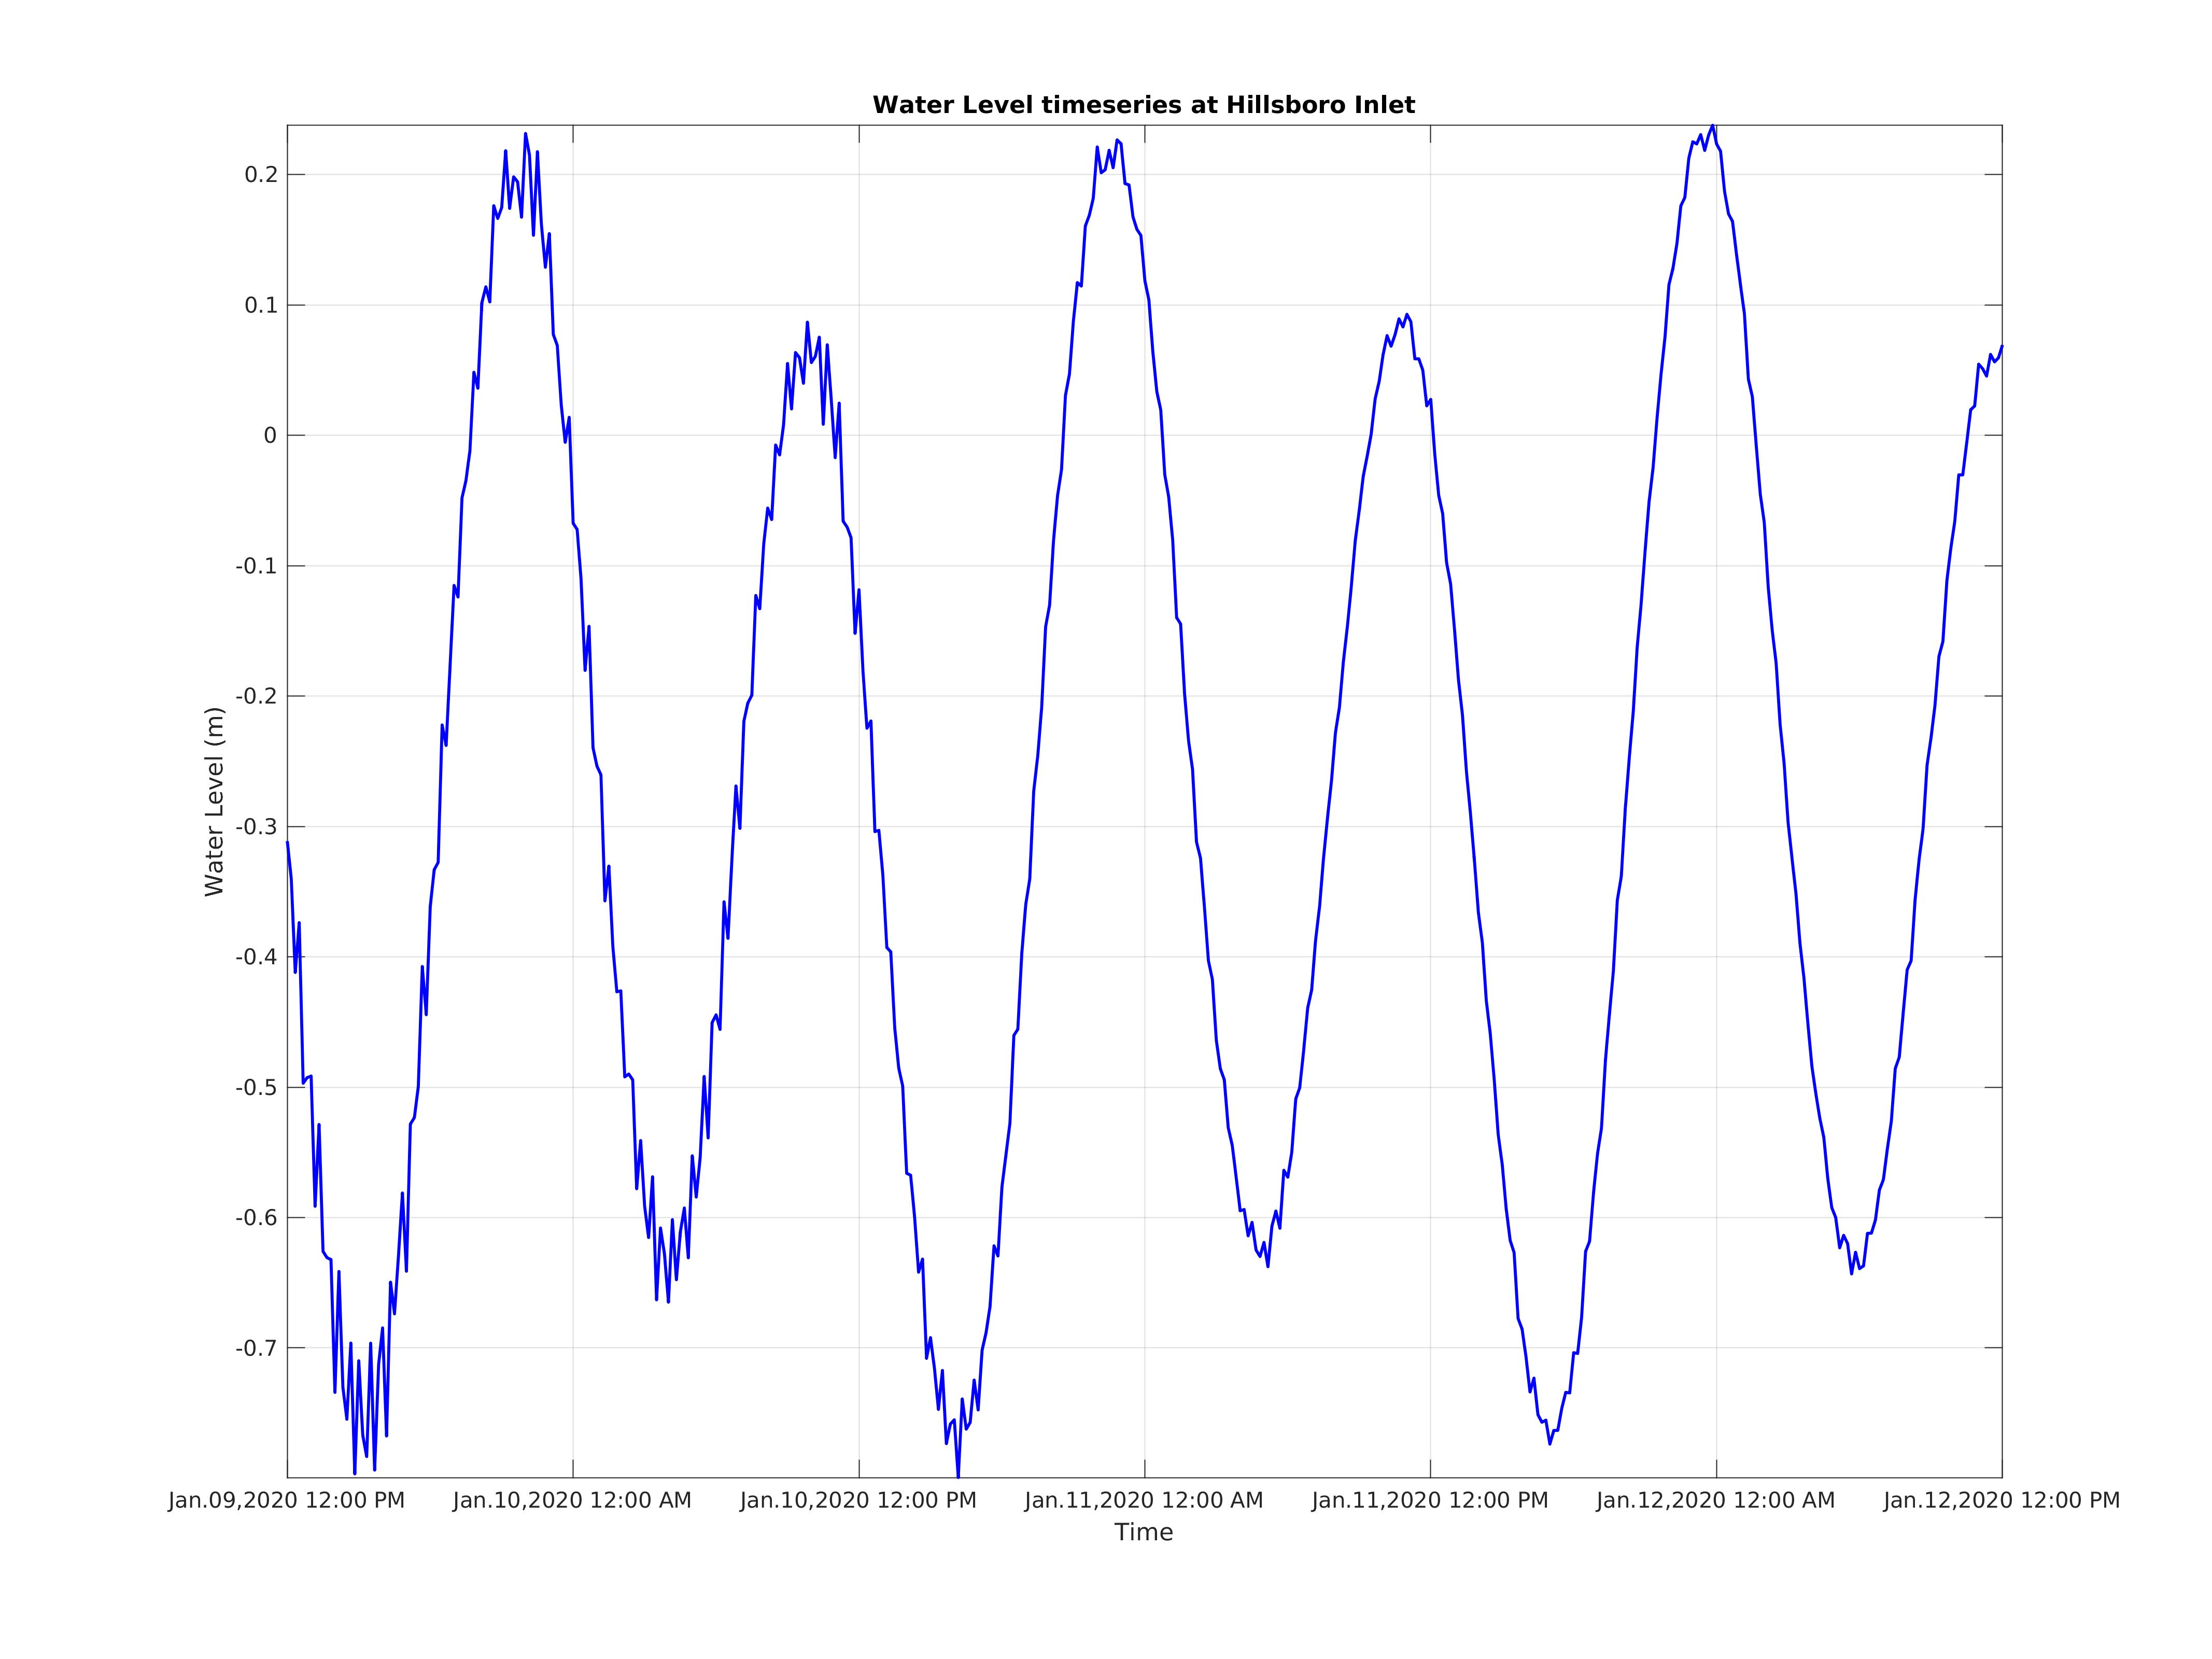 Water Level timeseries at Hillsboro Inlet
0.2
0.1
0
-0.1
-0.2
-0.3
-0.4
-0.5
-0.6
-0.7
Water Level (m)
Jan.09,2020 12:00 PM Jan.10,2020 12:00 AM Jan.10,2020 12:00 PM Jan.11,2020 12:00 AM Jan.11,2020 12:00 PM Jan.12,2020 12:00 AM Jan.12,2020 12:00 PM
Time